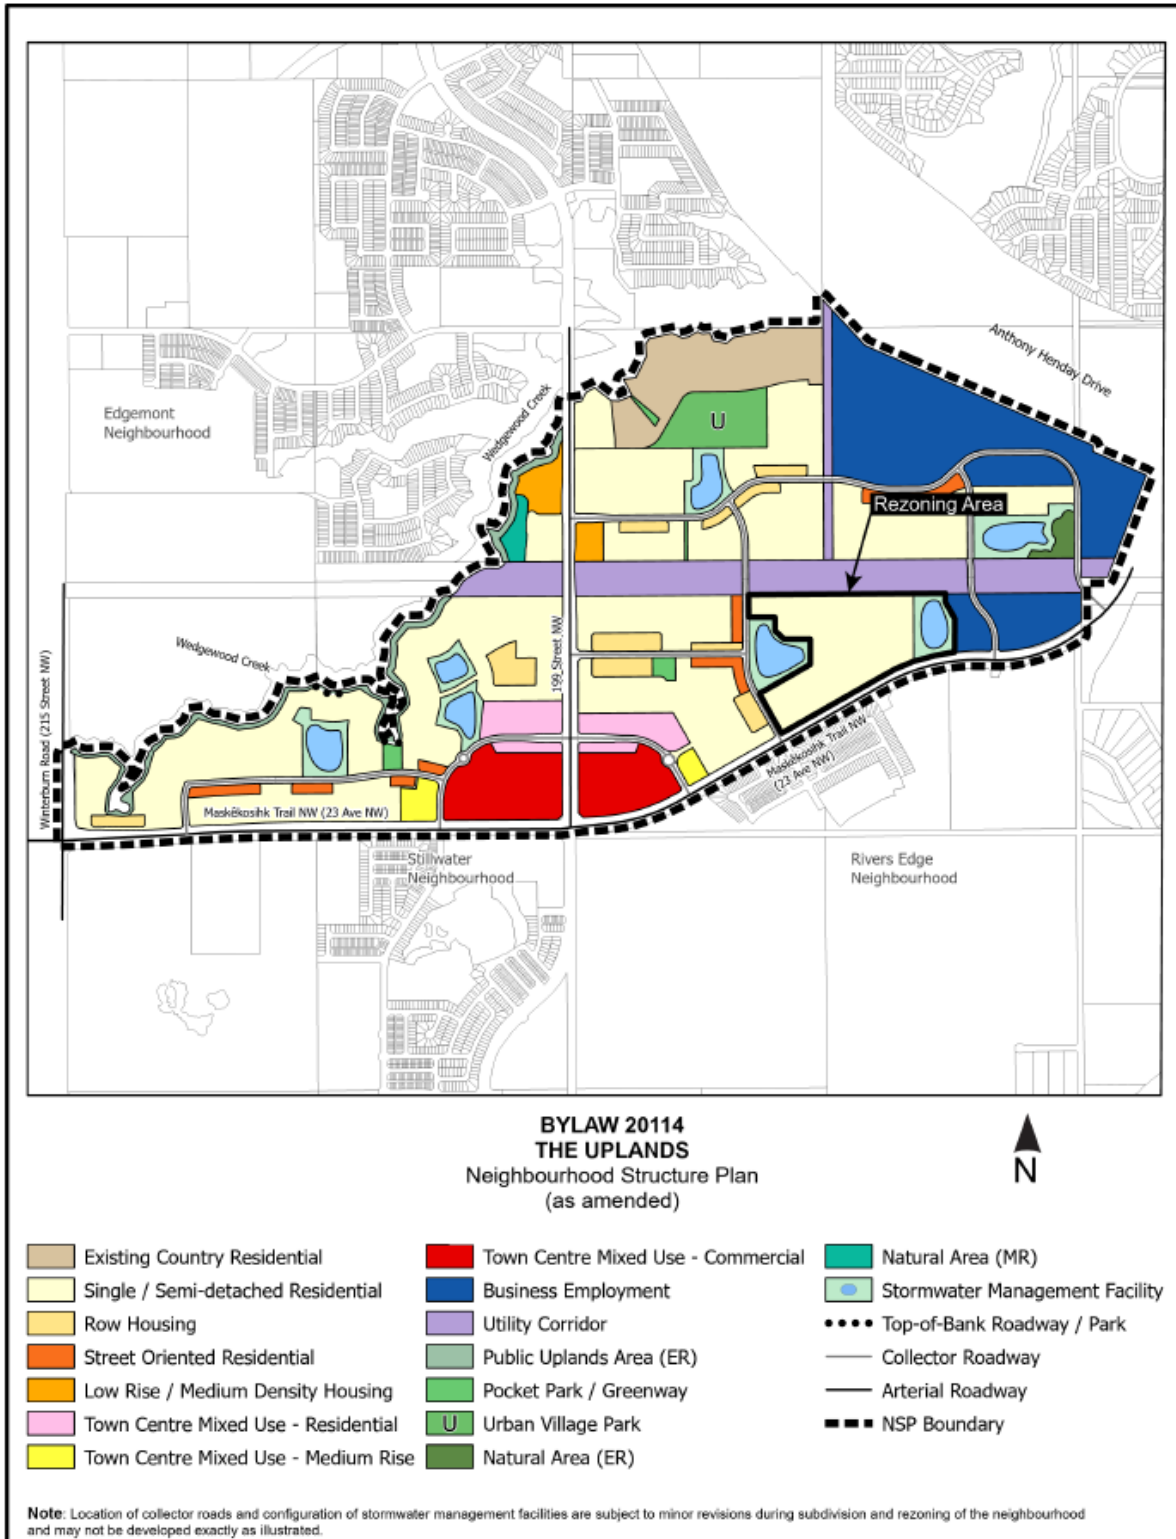 Anthony Henday Drive
Edgemont
Neighbourhood
Wedgewood Creek
U
Rezoning Area
Wedgewood Creek
199 Street NW
Winterburn Road (215 Street NW)
Maskêkosihk Trail NW
(23 Ave NW)
Maskêkosihk Trail NW (23 Ave NW)
Stillwater
Neighbourhood
Rivers Edge
Neighbourhood
BYLAW 20114
THE UPLANDS
Neighbourhood Structure Plan
(as amended)
N
Existing Country Residential
Single / Semi-detached Residential
Row Housing
Street Oriented Residential
Low Rise / Medium Density Housing
Town Centre Mixed Use - Residential
Town Centre Mixed Use - Medium Rise
Town Centre Mixed Use - Commercial
Business Employment
Utility Corridor
Public Uplands Area (ER)
Pocket Park / Greenway
U Urban Village Park
Natural Area (ER)
Natural Area (MR)
Stormwater Management Facility
Top-of-Bank Roadway / Park
Collector Roadway
Arterial Roadway
NSP Boundary
Note: Location of collector roads and configuration of stormwater management facilities are subject to minor revisions during subdivision and rezoning of the neighbourhood
and may not be developed exactly as illustrated.